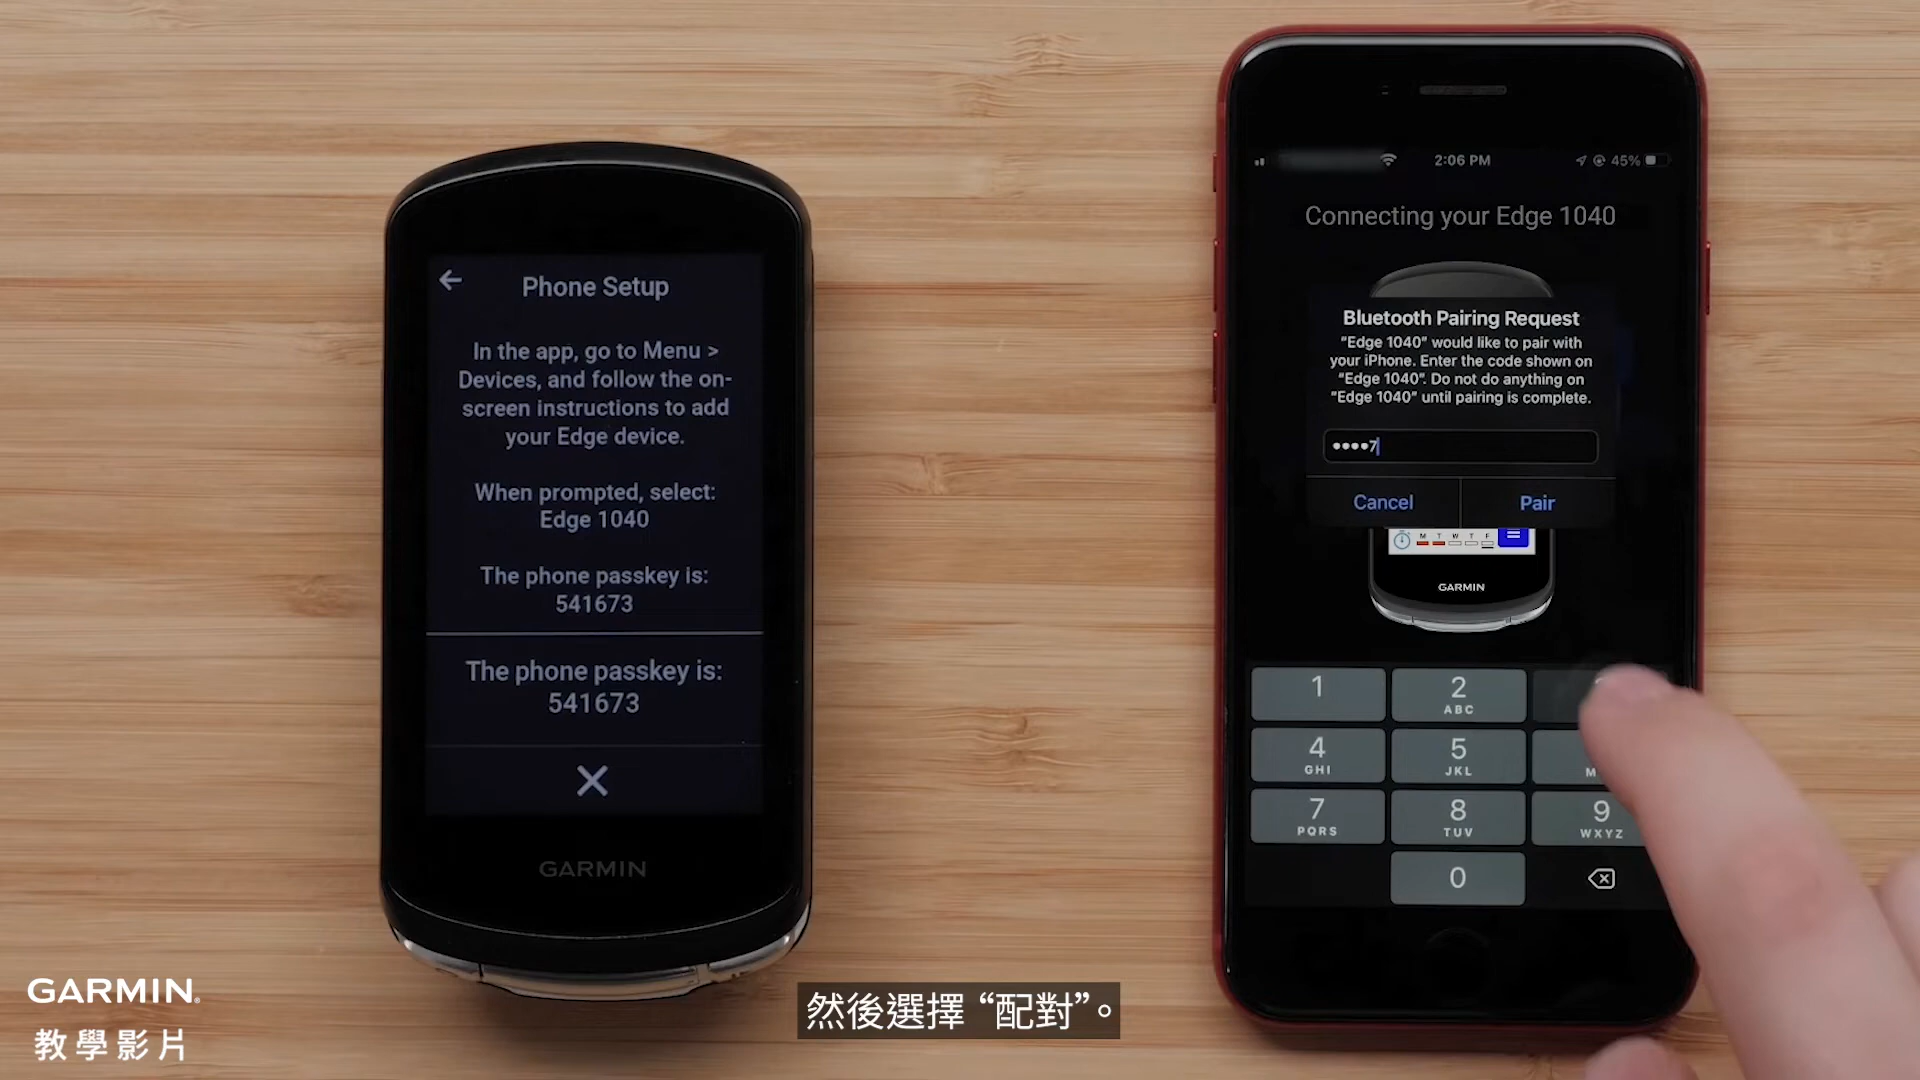 Phone Setup
In the app, go to Menu >
Devices, and follow the on-
screen instructions to add
your Edge device.
When prompted, select:
Edge 1040
The phone passkey is:
541673
The phone passkey is:
541673
GARMIN
2:06 PM
45%
Connecting your Edge 1040
Bluetooth Pairing Request
“Edge 1040” would like to pair with
your iPhone. Enter the code shown on
“Edge 1040”. Do not do anything on
“Edge 1040” until pairing is complete.
••••7
Cancel Pair
M T W T F
GARMIN
1 2
ABC
4 5
GHI JKL
7 8 9
PQRS TUV WXYZ
0
GARMIN
教學影片
然後選擇 “配對”。